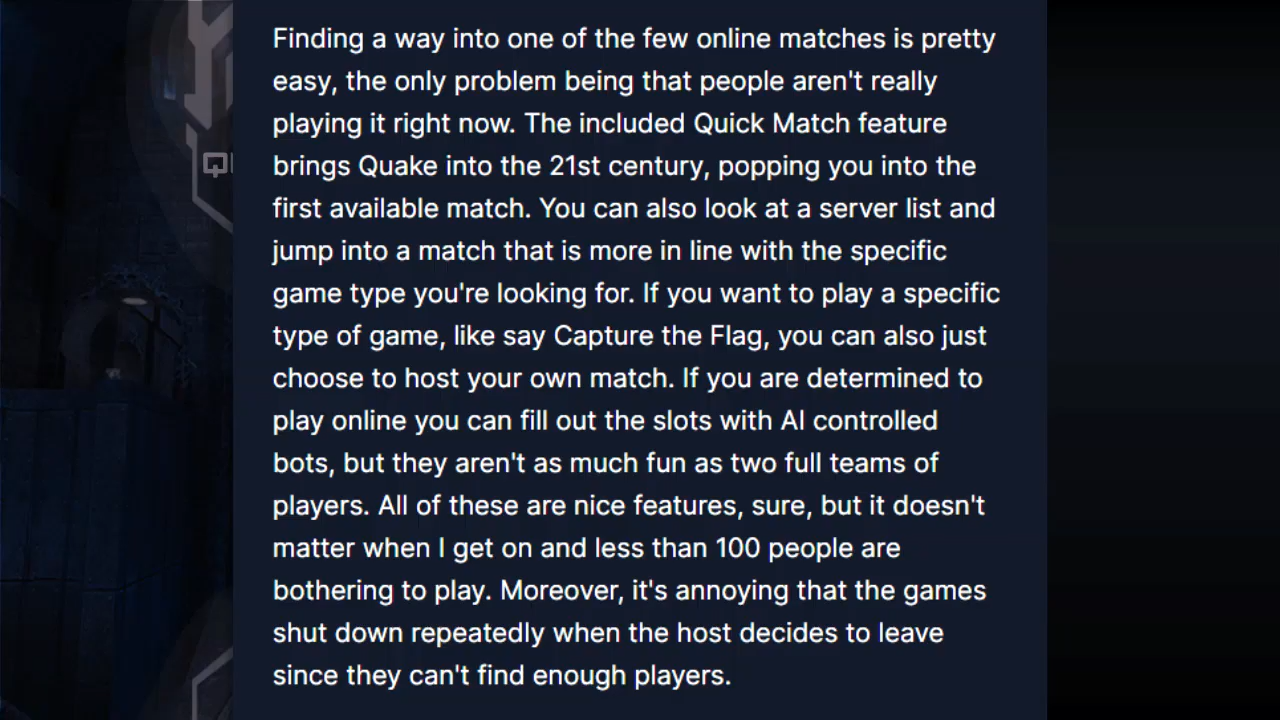 Finding a way into one of the few online matches is pretty
easy, the only problem being that people aren't really
playing it right now. The included Quick Match feature
brings Quake into the 21st century, popping you into the
first available match. You can also look at a server list and
jump into a match that is more in line with the specific
game type you're looking for. If you want to play a specific
type of game, like say Capture the Flag, you can also just
choose to host your own match. If you are determined to
play online you can fill out the slots with AI controlled
bots, but they aren't as much fun as two full teams of
players. All of these are nice features, sure, but it doesn't
matter when I get on and less than 100 people are
bothering to play. Moreover, it's annoying that the games
shut down repeatedly when the host decides to leave
since they can't find enough players.